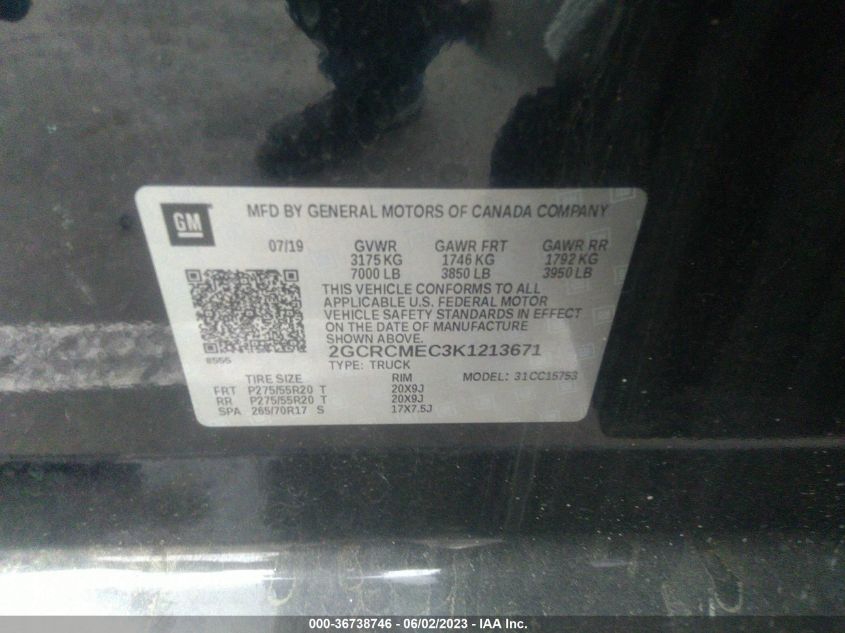 GM
MFD BY GENERAL MOTORS OF CANADA COMPANY
07/19 GVWR GAWR FRT GAWR RR
3175 KG 1746 KG 1792 KG
7000 LB 3850 LB 3950 LB
THIS VEHICLE CONFORMS TO ALL
APPLICABLE U.S. FEDERAL MOTOR
VEHICLE SAFETY STANDARDS IN EFFECT
ON THE DATE OF MANUFACTURE
SHOWN ABOVE.
8555 2GCRCMEC3K1213671
TYPE: TRUCK
TIRE SIZE RIM MODEL: 31CC15753
FRT P275/55R20 T 20X9J
RR P275/55R20 T 20X9J
SPA 265/70R17 S 17X7.5J
000-36738746 - 06/02/2023 - IAA Inc.